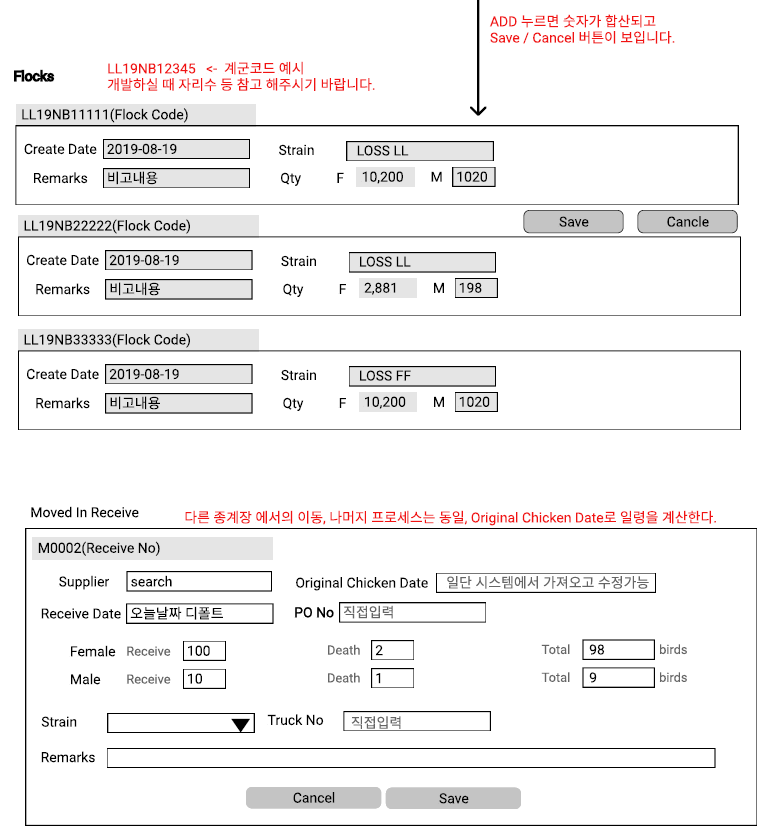 ADD 누르면 숫자가 합산되고
Save / Cancel 버튼이 보입니다.
Flocks
LL19NB12345 <- 계군코드 예시
개발하실 때 자리수 등 참고 해주시기 바랍니다.
LL19NB11111(Flock Code)
Create Date 2019-08-19 Strain LOSS LL
Remarks 비고내용 Qty F 10,200 M 1020
LL19NB22222(Flock Code) Save Cancle
Create Date 2019-08-19 Strain LOSS LL
Remarks 비고내용 Qty F 2,881 M 198
LL19NB33333(Flock Code)
Create Date 2019-08-19 Strain LOSS FF
Remarks 비고내용 Qty F 10,200 M 1020
Moved In Receive 다른 종계장 에서의 이동, 나머지 프로세스는 동일, Original Chicken Date로 일령을 계산한다.
M0002(Receive No)
Supplier search Original Chicken Date 일단 시스템에서 가져오고 수정가능
Receive Date 오늘날짜 디폴트 PO No 직접입력
Female Receive 100 Death 2 Total 98 birds
Male Receive 10 Death 1 Total 9 birds
Strain Truck No 직접입력
Remarks
Cancel Save